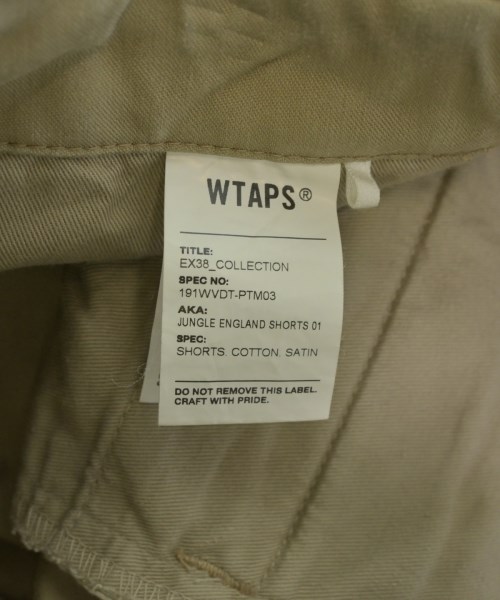 WTAPS®
TITLE:
EX38_COLLECTION
SPEC NO:
191WVDT-PTM03
AKA:
JUNGLE ENGLAND SHORTS 01
SPEC:
SHORTS. COTTON. SATIN
DO NOT REMOVE THIS LABEL.
CRAFT WITH PRIDE.